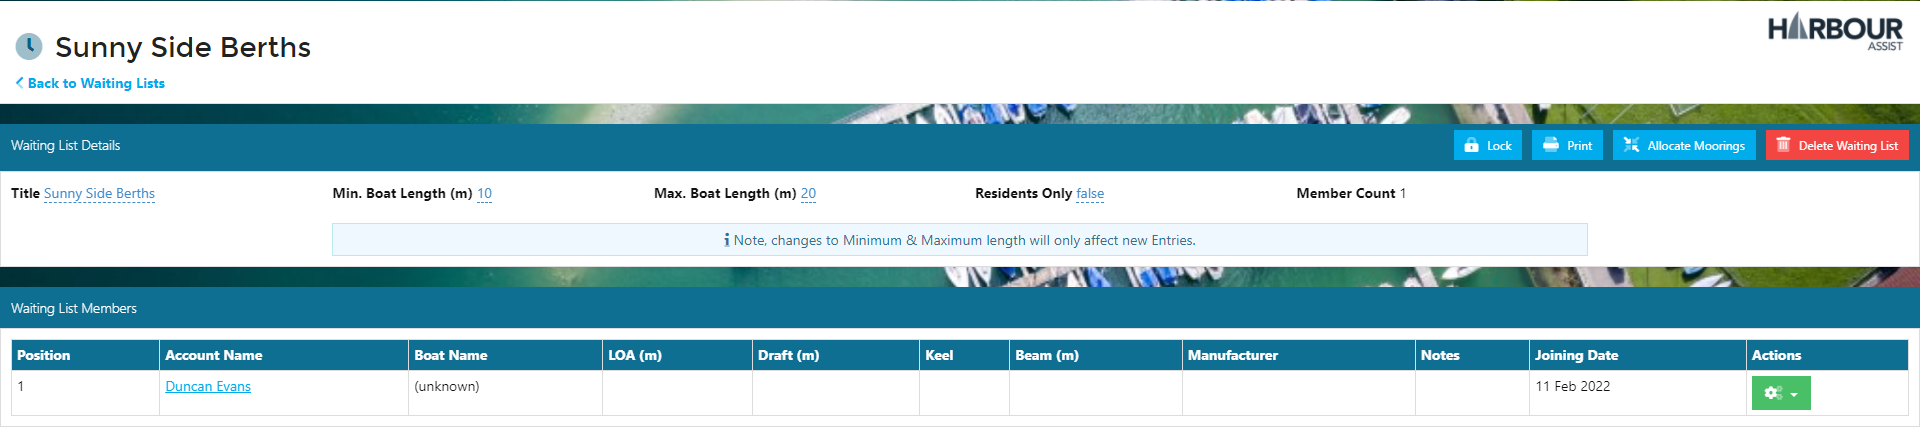 Sunny Side Berths
HARBOUR
ASSIST
Back to Waiting Lists
Waiting List Details
Lock
Print
Allocate Moorings
Delete Waiting List
Title Sunny Side Berths
Min. Boat Length (m) 10
Max. Boat Length (m) 20
Residents Only false
Member Count 1
Note, changes to Minimum & Maximum length will only affect new Entries.
Waiting List Members
Position Account Name Boat Name LOA (m) Draft (m) Keel Beam (m) Manufacturer Notes Joining Date Actions
1 Duncan Evans (unknown) 11 Feb 2022